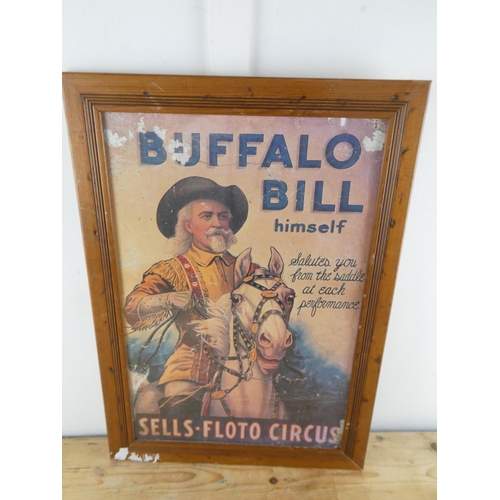 BUFFALO
BILL
himself
Salutes you
from the saddle
at each
performance
SELLS-FLOTO CIRCUS